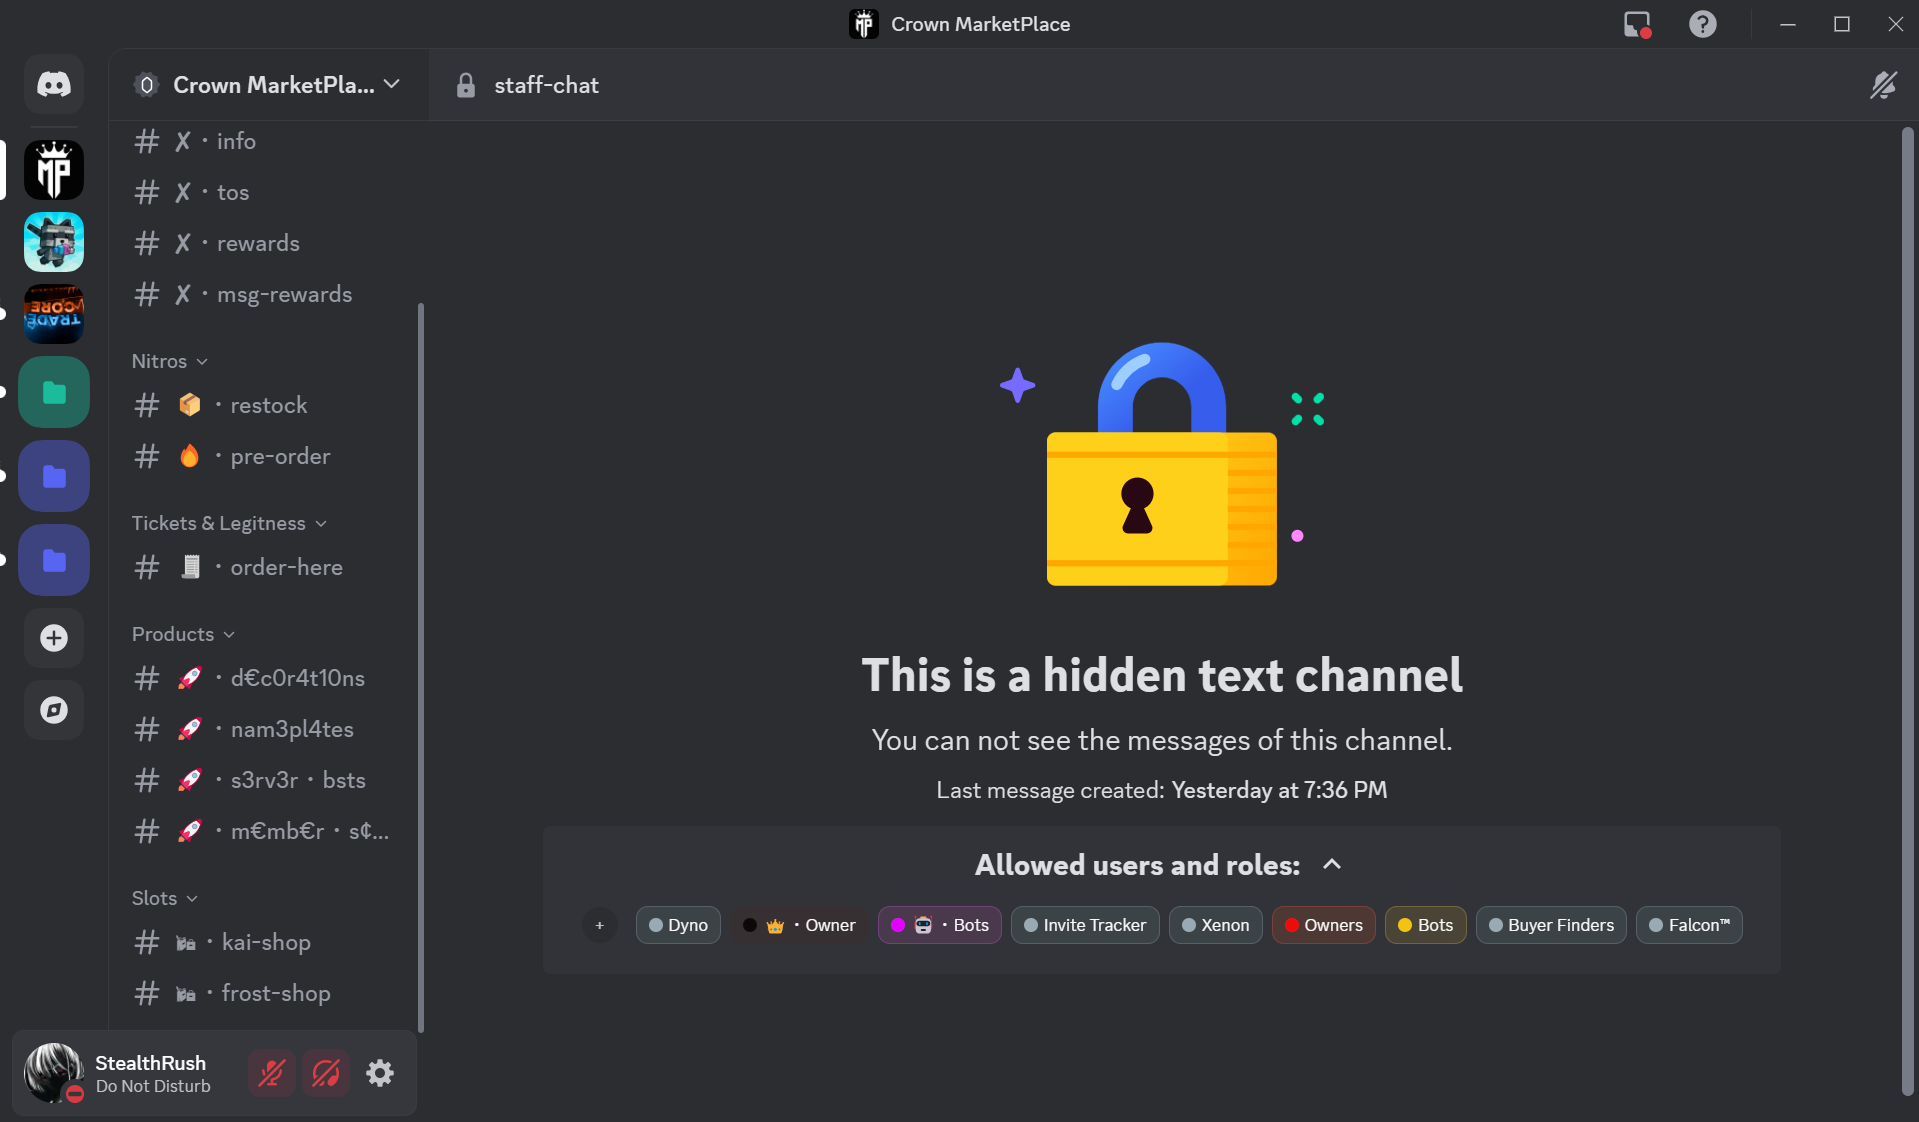 Crown MarketPlace
Crown MarketPla...
staff-chat
# ✗・info
# ✗・tos
# ✗・rewards
# ✗・msg-rewards
Nitros
# 📦・restock
# 🔥・pre-order
Tickets & Legitness
# 🧾・order-here
Products
# 🚀・d€c0r4t10ns
# 🚀・nam3pl4tes
# 🚀・s3rv3r・bsts
# 🚀・m€mb€r・s¢...
Slots
# 🛍・kai-shop
# 🛍・frost-shop
StealthRush
Do Not Disturb
MP
CORE
TRADE
This is a hidden text channel
You can not see the messages of this channel.
Last message created: Yesterday at 7:36 PM
Allowed users and roles:
+ Dyno 👑・Owner 🤖・Bots Invite Tracker Xenon Owners Bots Buyer Finders Falcon™